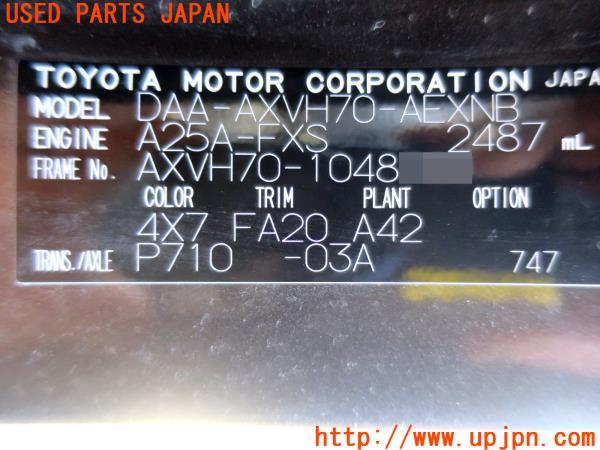 USED PARTS JAPAN
TOYOTA MOTOR CORPORATION JAPA
MODEL DAA-AXVH70-AEXNB
ENGINE A25A-FXS 2487 mL
FRAME No. AXVH70-1048
COLOR TRIM PLANT OPTION
4X7 FA20 A42
TRANS./AXLE P710 -03A 747
UPJ
http://www.upjpn.com